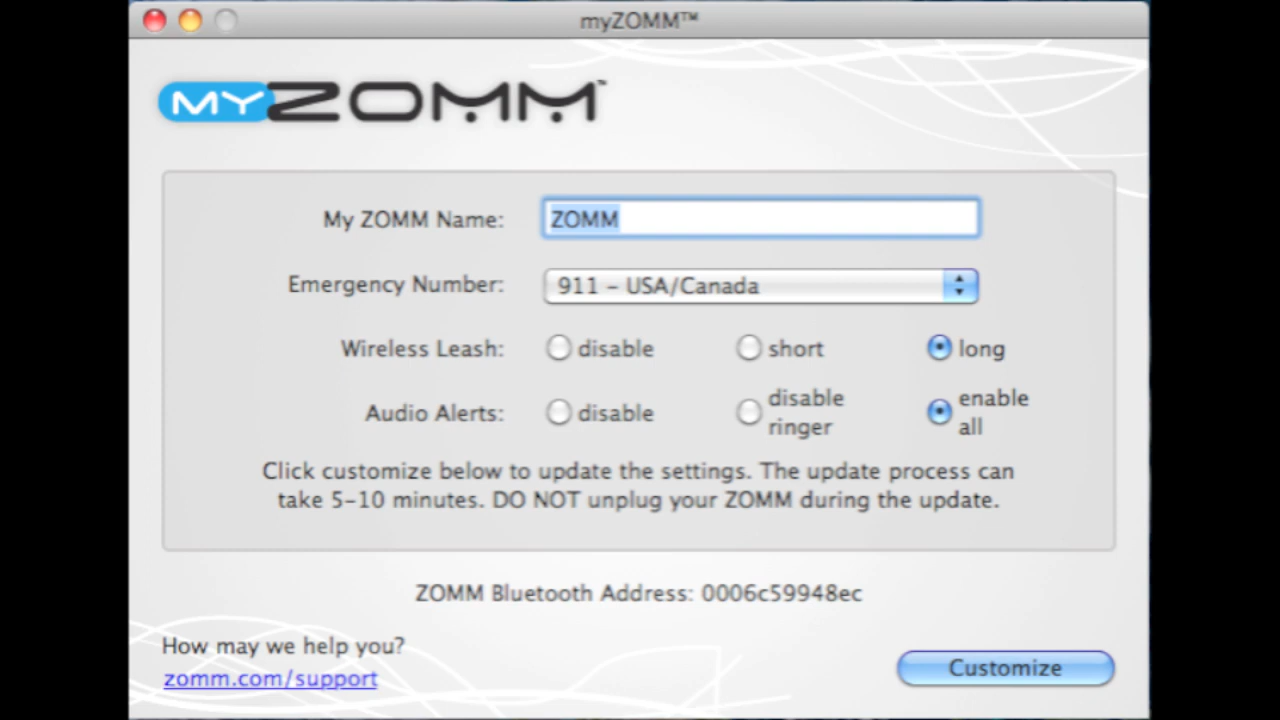 myZOMM™
MYZOMM™
My ZOMM Name: ZOMM
Emergency Number: 911 – USA/Canada
Wireless Leash: disable short long
Audio Alerts: disable disable ringer enable all
Click customize below to update the settings. The update process can
take 5–10 minutes. DO NOT unplug your ZOMM during the update.
ZOMM Bluetooth Address: 0006c59948ec
How may we help you?
zomm.com/support
Customize